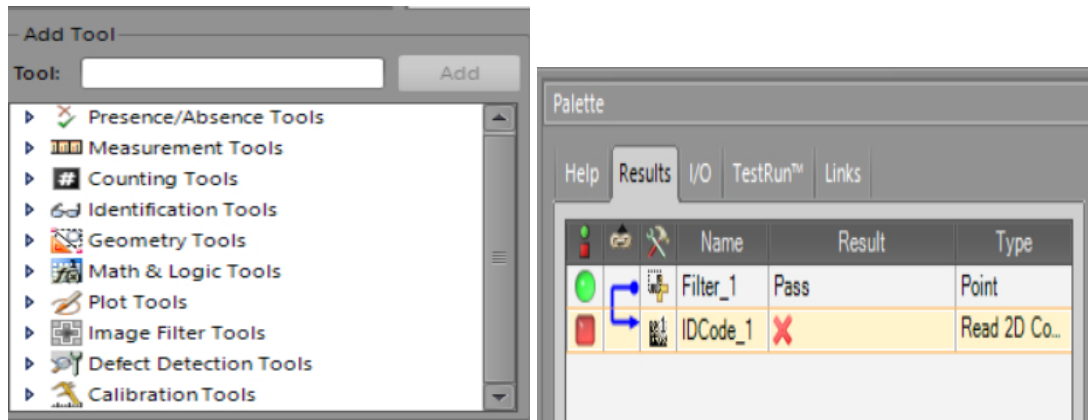 Add Tool
Tool: Add
Presence/Absence Tools
Measurement Tools
# Counting Tools
Identification Tools
Geometry Tools
Math & Logic Tools
Plot Tools
Image Filter Tools
Defect Detection Tools
Calibration Tools
Palette
Help Results I/O TestRun™ Links
Name Result Type
Filter_1 Pass Point
IDCode_1 Read 2D Co...